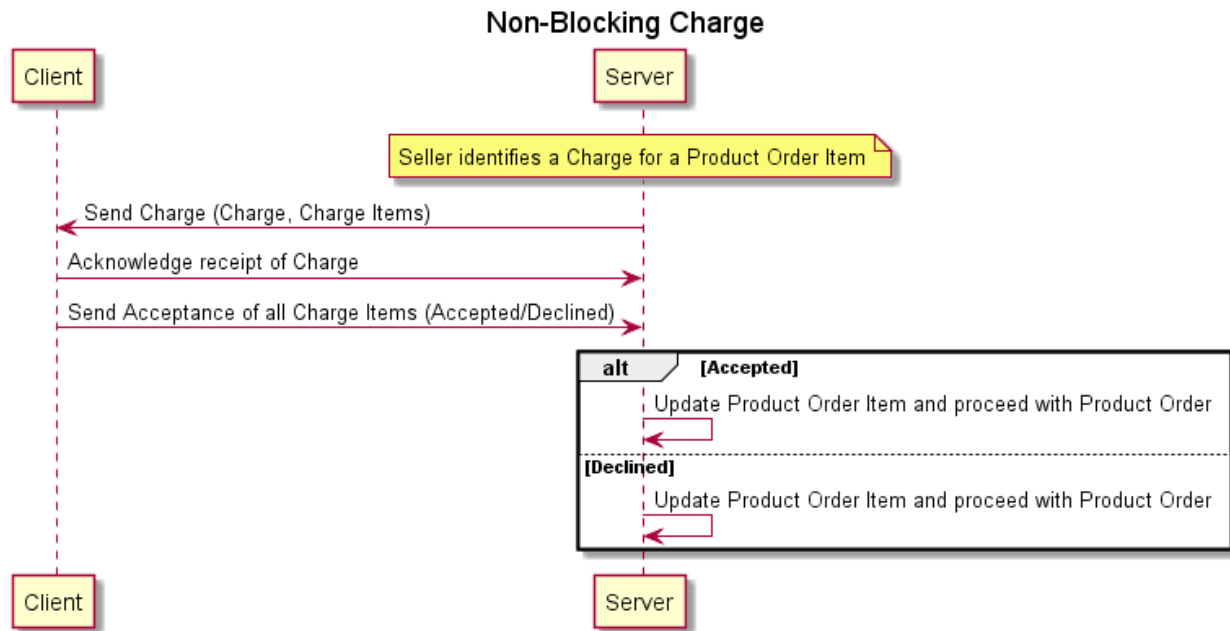 Non-Blocking Charge
Client
Server
Seller identifies a Charge for a Product Order Item
Send Charge (Charge, Charge Items)
Acknowledge receipt of Charge
Send Acceptance of all Charge Items (Accepted/Declined)
alt [Accepted]
Update Product Order Item and proceed with Product Order
[Declined]
Update Product Order Item and proceed with Product Order
Client
Server